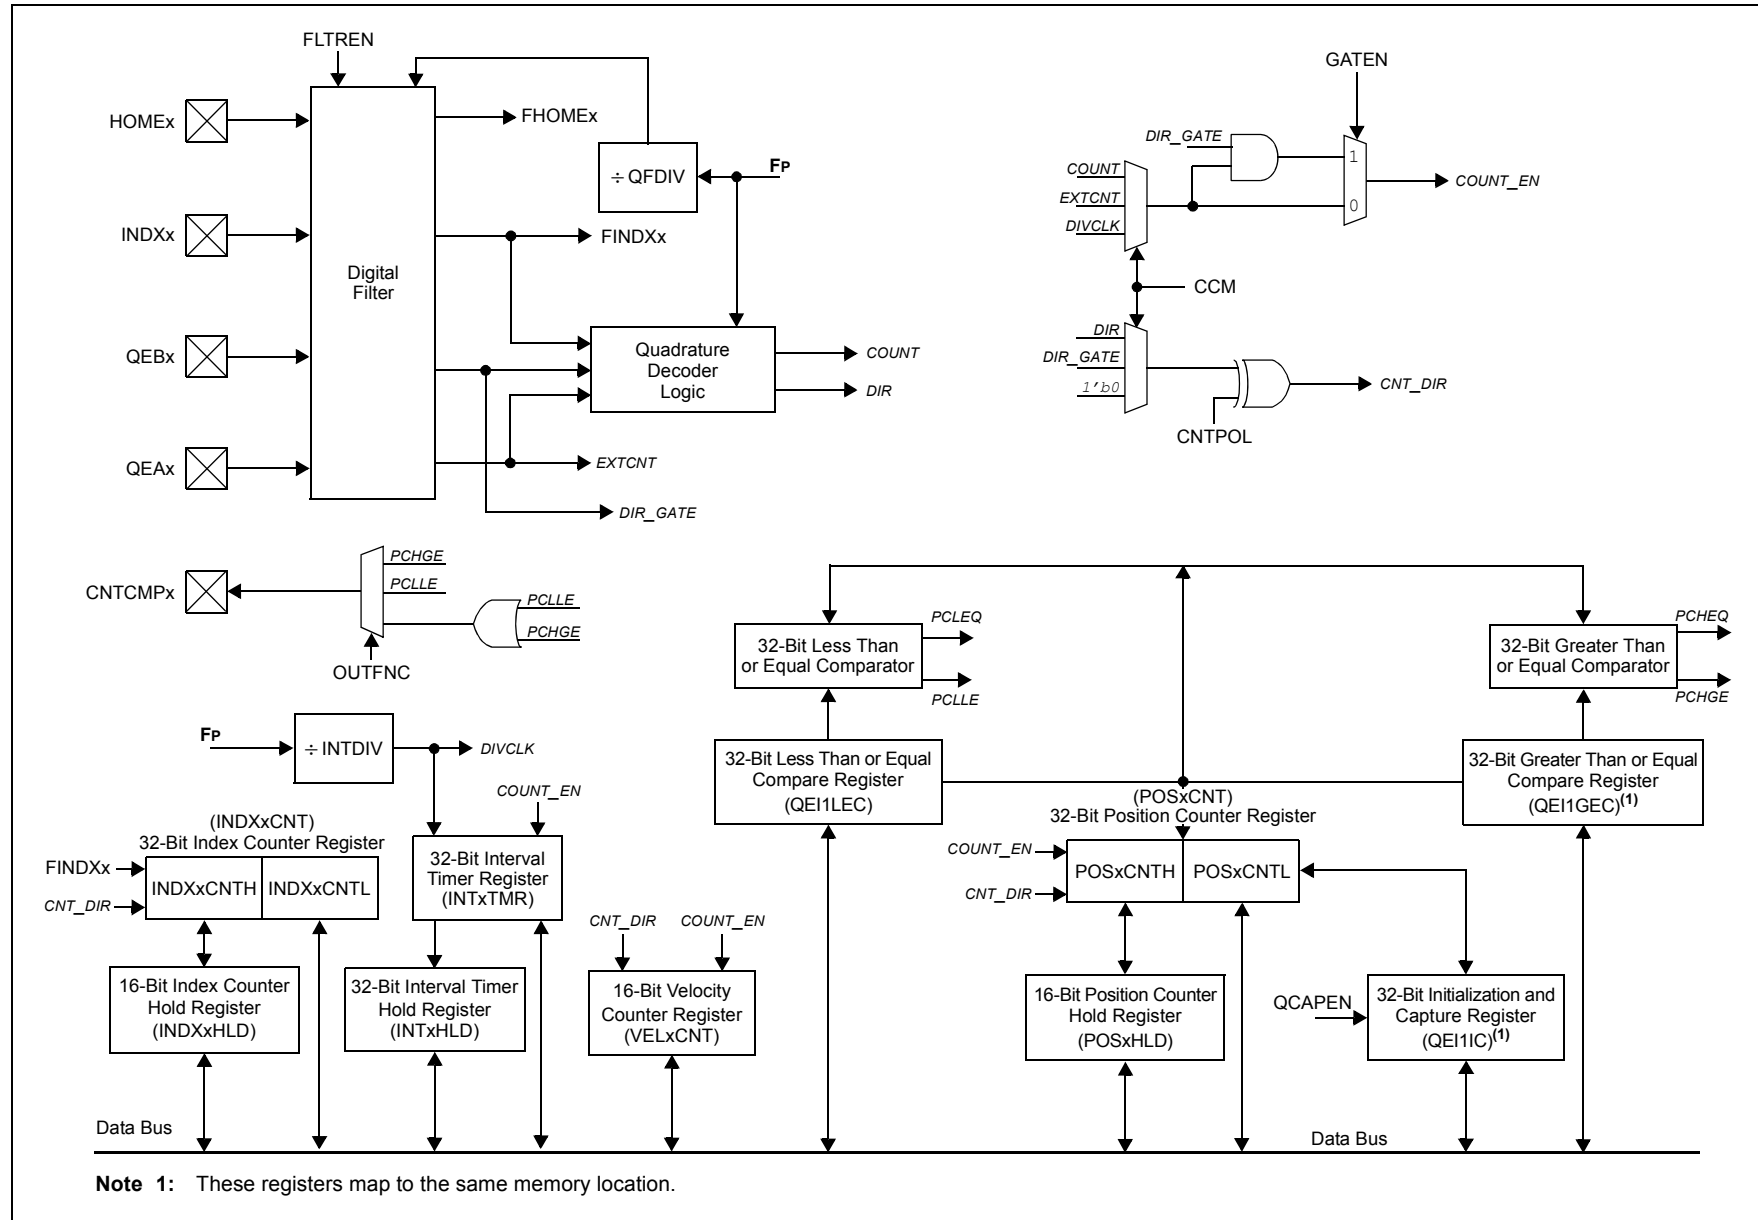 FLTREN
HOMEx
FHOMEx
÷ QFDIV
FP
INDXx
FINDXx
Digital
Filter
QEBx
Quadrature
Decoder
Logic
COUNT
DIR
QEAx
EXTCNT
DIR_GATE
GATEN
DIR_GATE
COUNT
EXTCNT
DIVCLK
1
0
COUNT_EN
CCM
DIR
DIR_GATE
1'b0
CNT_DIR
CNTPOL
CNTCMPx
PCHGE
PCLLE
PCLLE
PCHGE
OUTFNC
32-Bit Less Than
or Equal Comparator
PCLEQ
PCLLE
32-Bit Greater Than
or Equal Comparator
PCHEQ
PCHGE
FP
÷ INTDIV
DIVCLK
COUNT_EN
32-Bit Less Than or Equal
Compare Register
(QEI1LEC)
32-Bit Greater Than or Equal
Compare Register
(QEI1GEC)(1)
(INDXxCNT)
32-Bit Index Counter Register
FINDXx
CNT_DIR
INDXxCNTH
INDXxCNTL
32-Bit Interval
Timer Register
(INTxTMR)
(POSxCNT)
32-Bit Position Counter Register
COUNT_EN
CNT_DIR
POSxCNTH
POSxCNTL
CNT_DIR
COUNT_EN
16-Bit Index Counter
Hold Register
(INDXxHLD)
32-Bit Interval Timer
Hold Register
(INTxHLD)
16-Bit Velocity
Counter Register
(VELxCNT)
16-Bit Position Counter
Hold Register
(POSxHLD)
QCAPEN
32-Bit Initialization and
Capture Register
(QEI1IC)(1)
Data Bus
Data Bus
Note 1: These registers map to the same memory location.